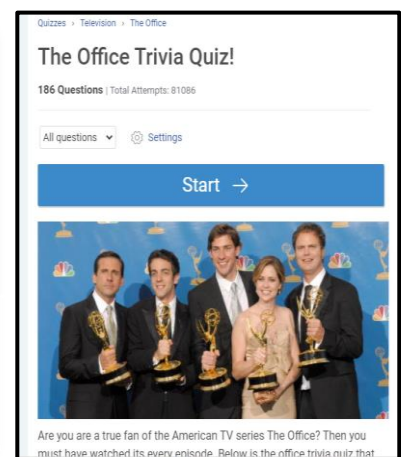 Quizzes › Television › The Office
The Office Trivia Quiz!
186 Questions | Total Attempts: 81086
All questions Settings
Start →
Are you are a true fan of the American TV series The Office? Then you
must have watched its every episode. Below is the office trivia quiz that